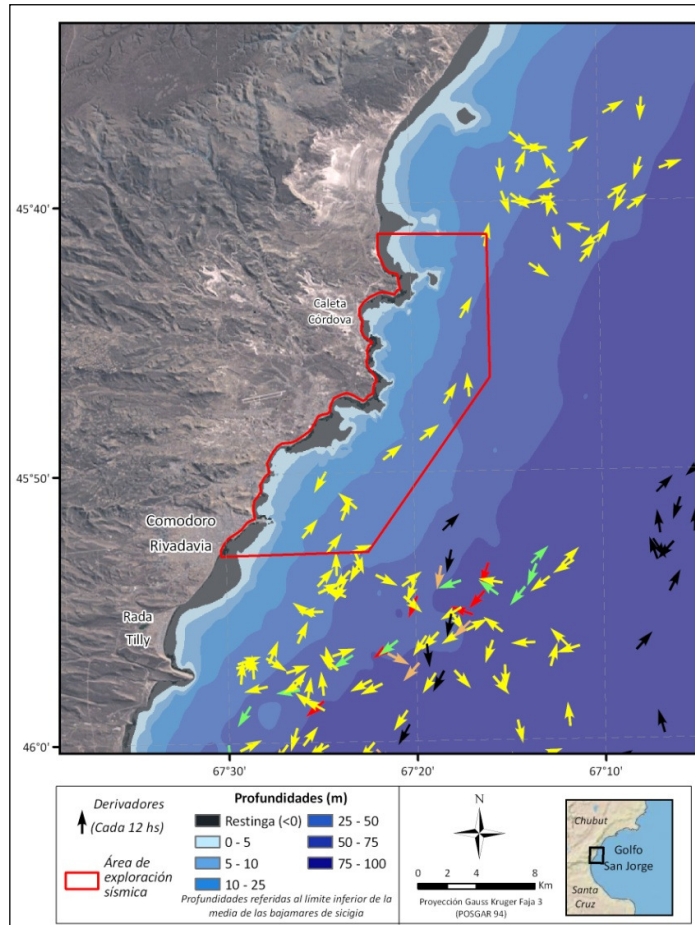 45°40'
Caleta
Córdova
45°50'
Comodoro
Rivadavia
Rada
Tilly
46°0'
67°30'
67°20'
67°10'
Derivadores
(Cada 12 hs)
Área de
exploración
sísmica
Profundidades (m)
Restinga (<0)
0 - 5
5 - 10
10 - 25
25 - 50
50 - 75
75 - 100
Profundidades referidas al límite inferior de la
media de las bajamares de sicigia
N
0 2 4 8
Km
Proyección Gauss Kruger Faja 3
(POSGAR 94)
Chubut
Golfo
San Jorge
Santa
Cruz